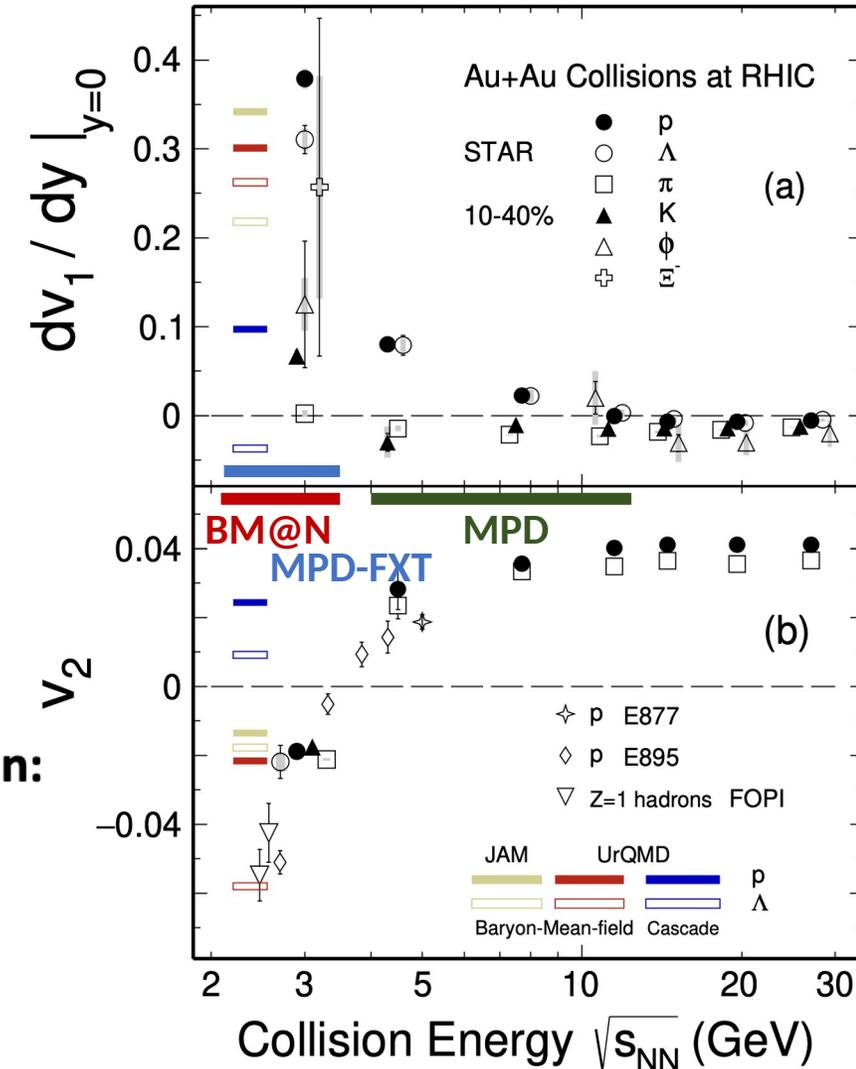 0.4
0.3
0.2
0.1
0
dv1 / dy |y=0
Au+Au Collisions at RHIC
p
STAR
Λ
π
10-40%
K
ϕ
Ξ-
(a)
BM@N
MPD
MPD-FXT
0.04
0
−0.04
v2
(b)
n:
p E877
p E895
Z=1 hadrons FOPI
JAM UrQMD
p
Λ
Baryon-Mean-field Cascade
2 3 5 10 20 30
Collision Energy √sNN (GeV)